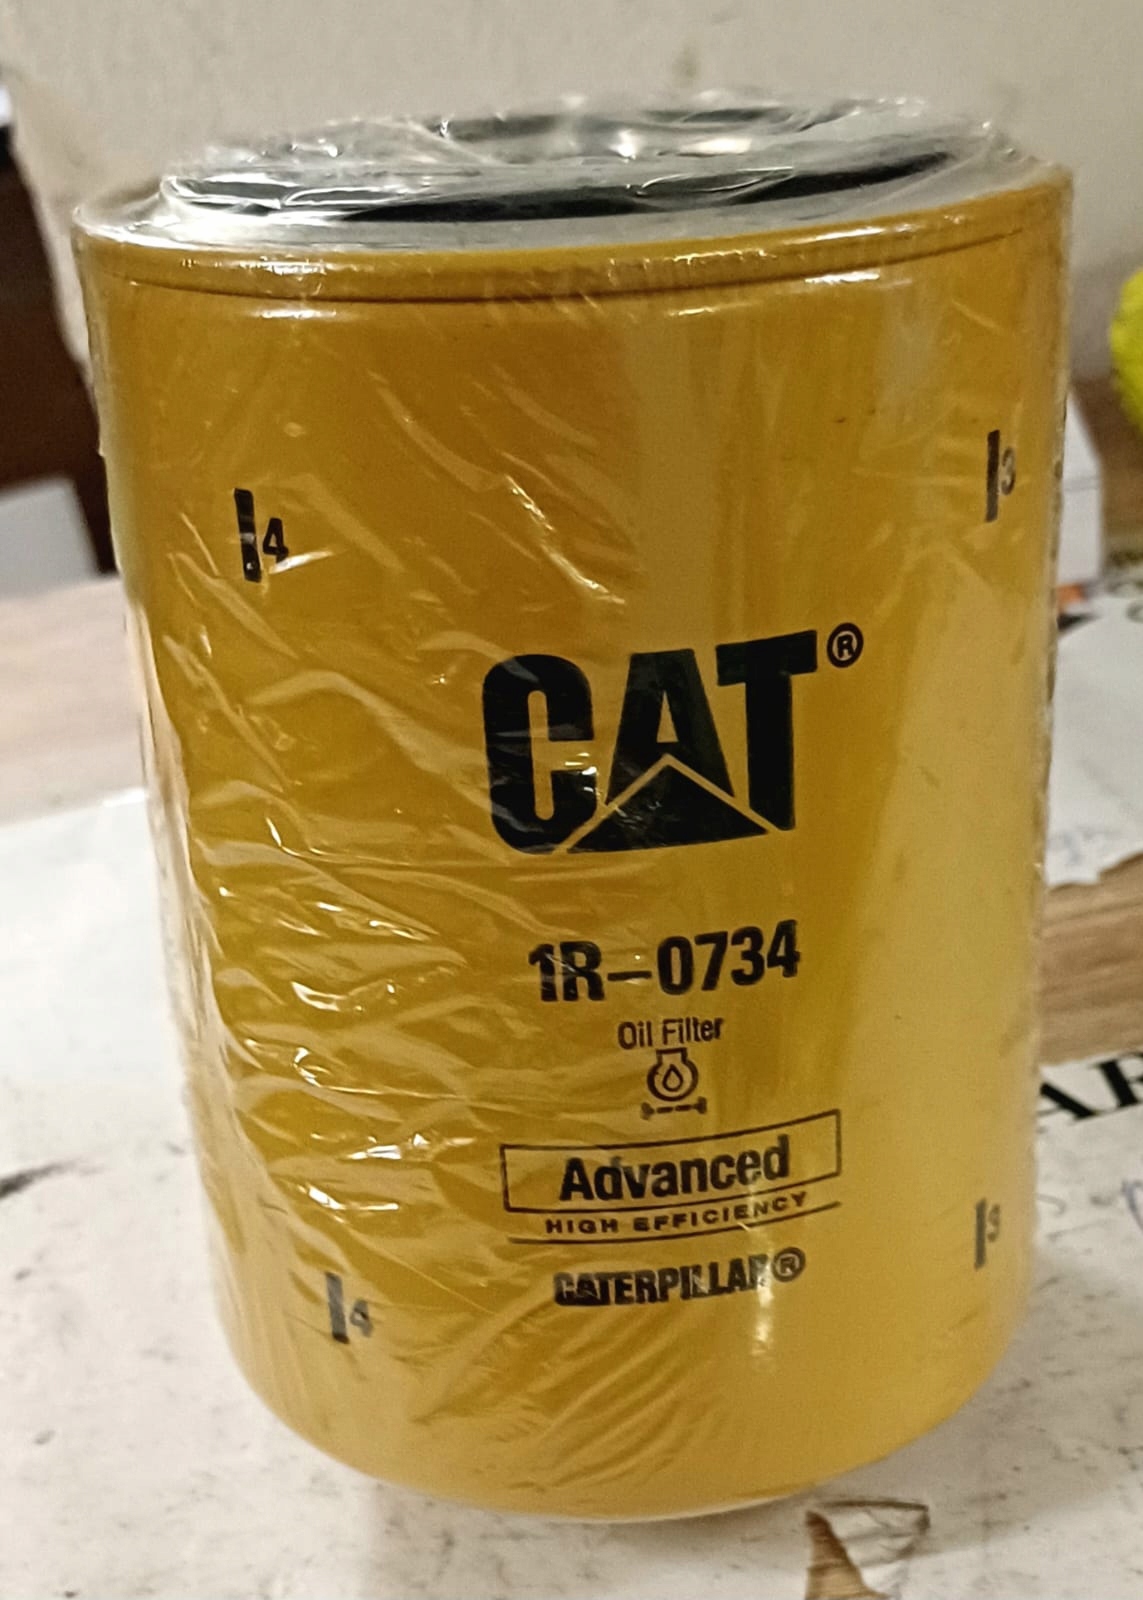 3
4
CAT®
1R-0734
Oil Filter
Advanced
HIGH EFFICIENCY
CATERPILLAR®
3
4